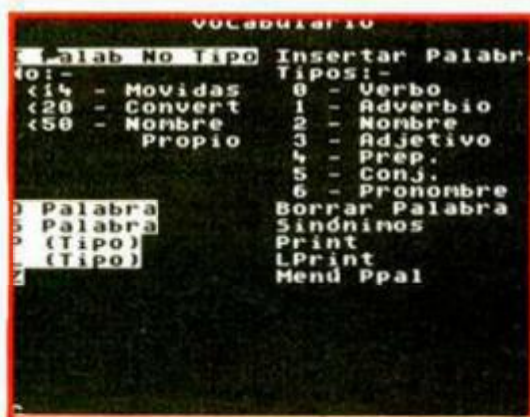 Vocabulario
Palab No Tipo Insertar Palabr
No:- Tipos:-
<14 - Movidas 0 - Verbo
<20 - Convert 1 - Adverbio
<50 - Nombre 2 - Nombre
Propio 3 - Adjetivo
4 - Prep.
5 - Conj.
6 - Pronombre
D Palabra Borrar Palabra
S Palabra Sinónimos
P (Tipo) Print
L (Tipo) LPrint
Z Menú Ppal